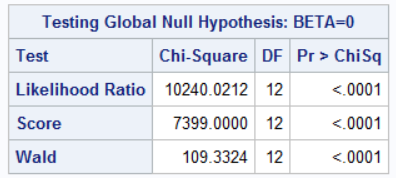 Testing Global Null Hypothesis: BETA=0
Test Chi-Square DF Pr > ChiSq
Likelihood Ratio 10240.0212 12 <.0001
Score 7399.0000 12 <.0001
Wald 109.3324 12 <.0001